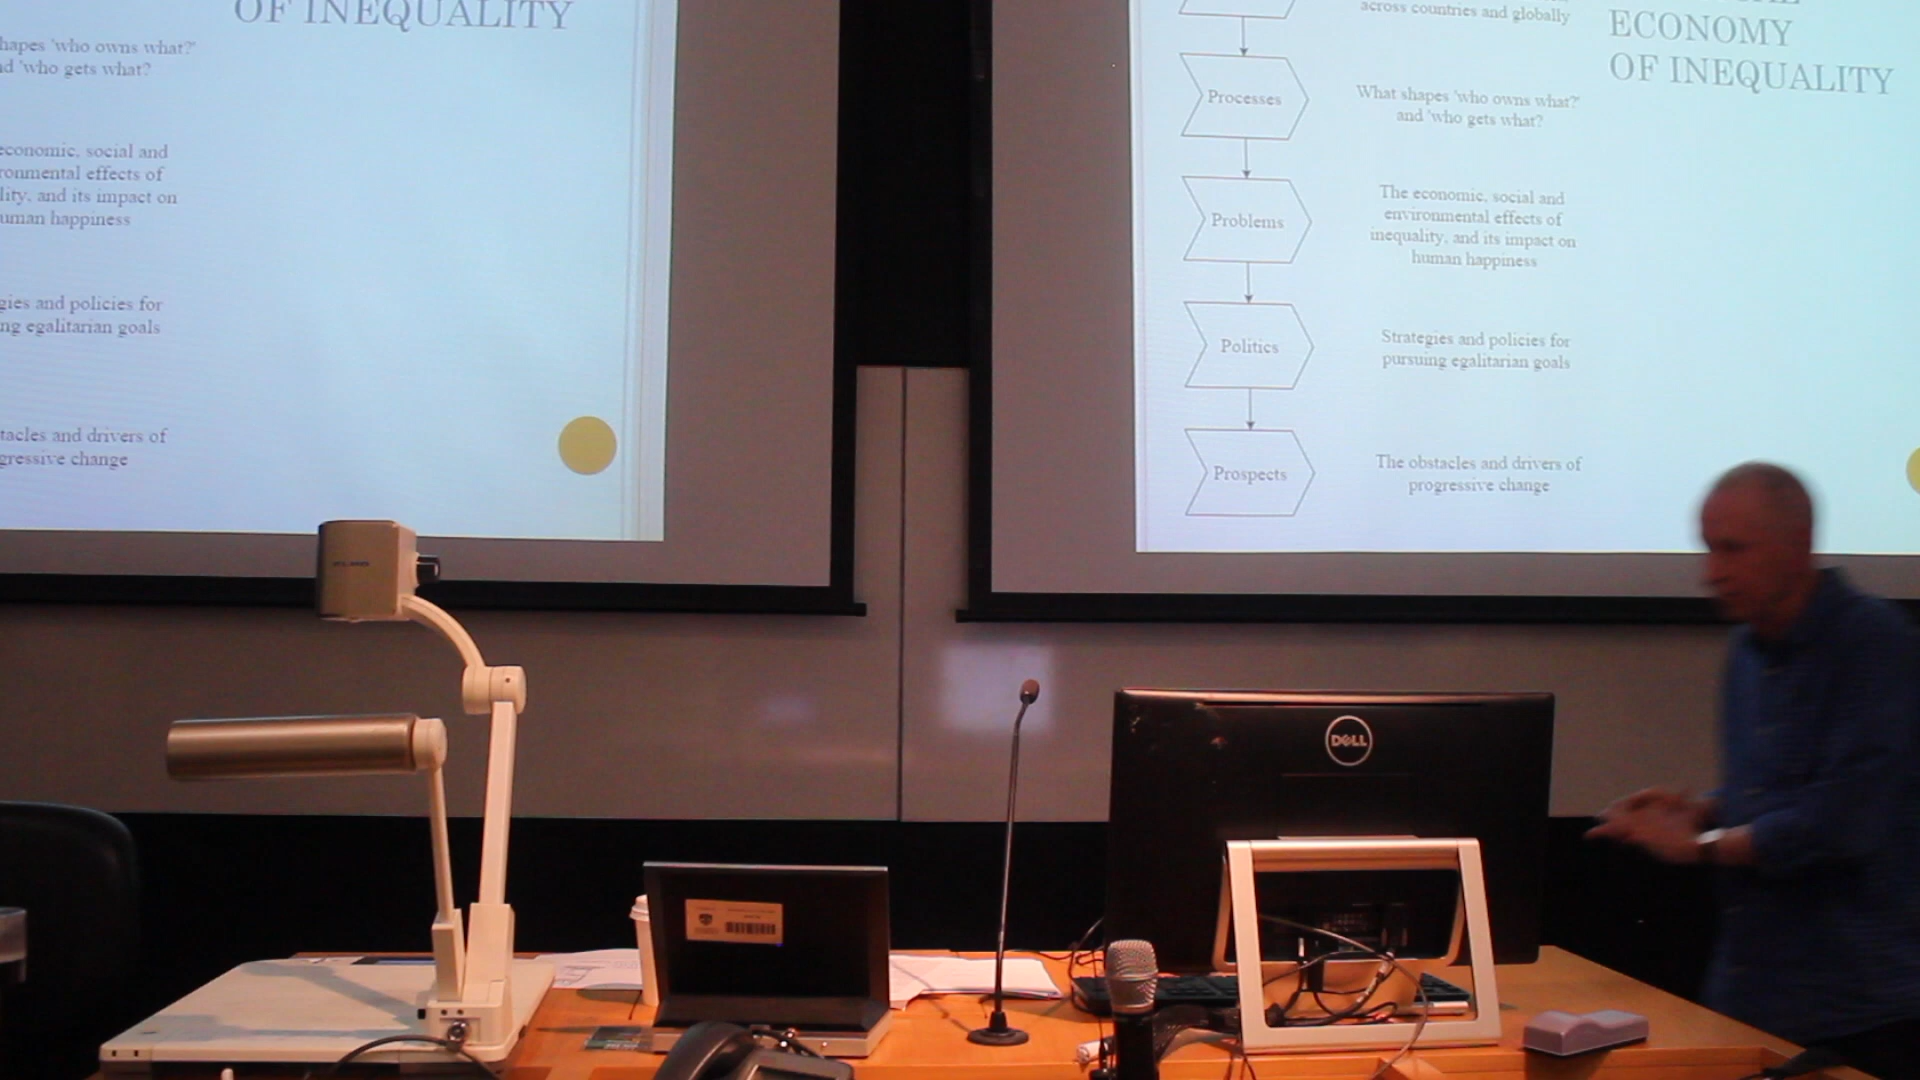 OF INEQUALITY
hapes 'who owns what?'
nd 'who gets what?
economic, social and
ronmental effects of
lity, and its impact on
uman happiness
gies and policies for
ng egalitarian goals
tacles and drivers of
gressive change
across countries and globally
ECONOMY
OF INEQUALITY
Processes
What shapes 'who owns what?'
and 'who gets what?
Problems
The economic, social and
environmental effects of
inequality, and its impact on
human happiness
Politics
Strategies and policies for
pursuing egalitarian goals
Prospects
The obstacles and drivers of
progressive change
DELL